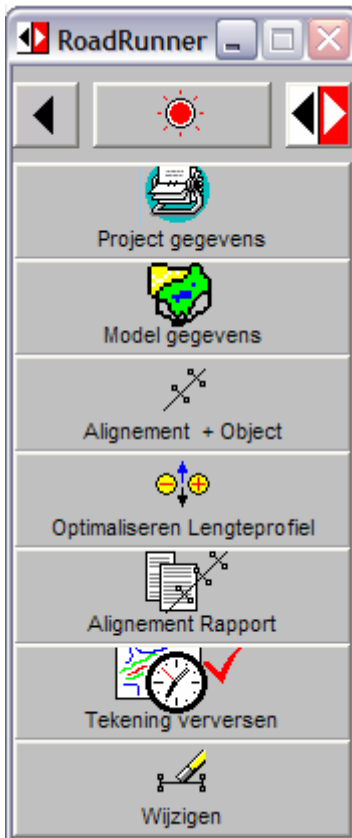 RoadRunner
Project gegevens
Model gegevens
Alignement + Object
Optimaliseren Lengteprofiel
Alignement Rapport
Tekening verversen
Wijzigen